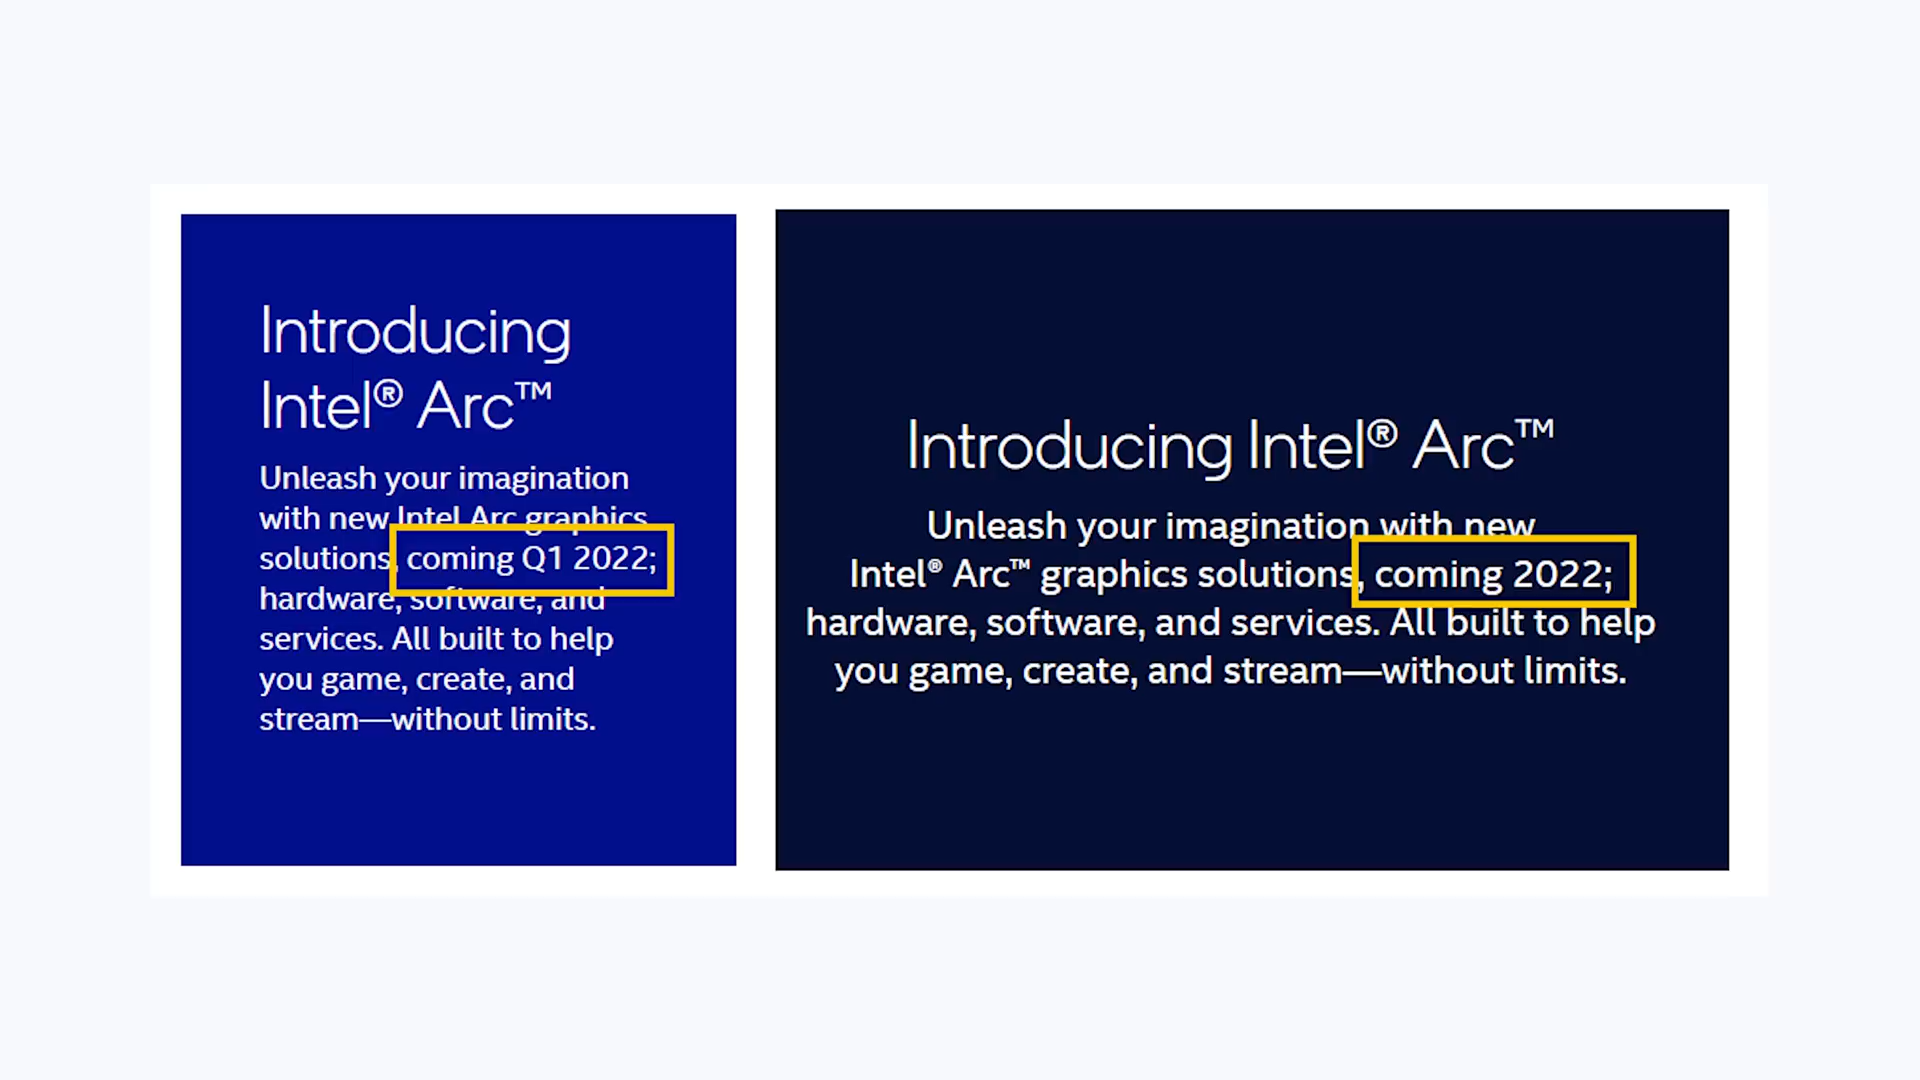 Introducing
Intel® Arc™
Unleash your imagination
with new Intel Arc graphics
solutions, coming Q1 2022;
hardware, software, and
services. All built to help
you game, create, and
stream—without limits.
Introducing Intel® Arc™
Unleash your imagination with new
Intel® Arc™ graphics solutions, coming 2022;
hardware, software, and services. All built to help
you game, create, and stream—without limits.